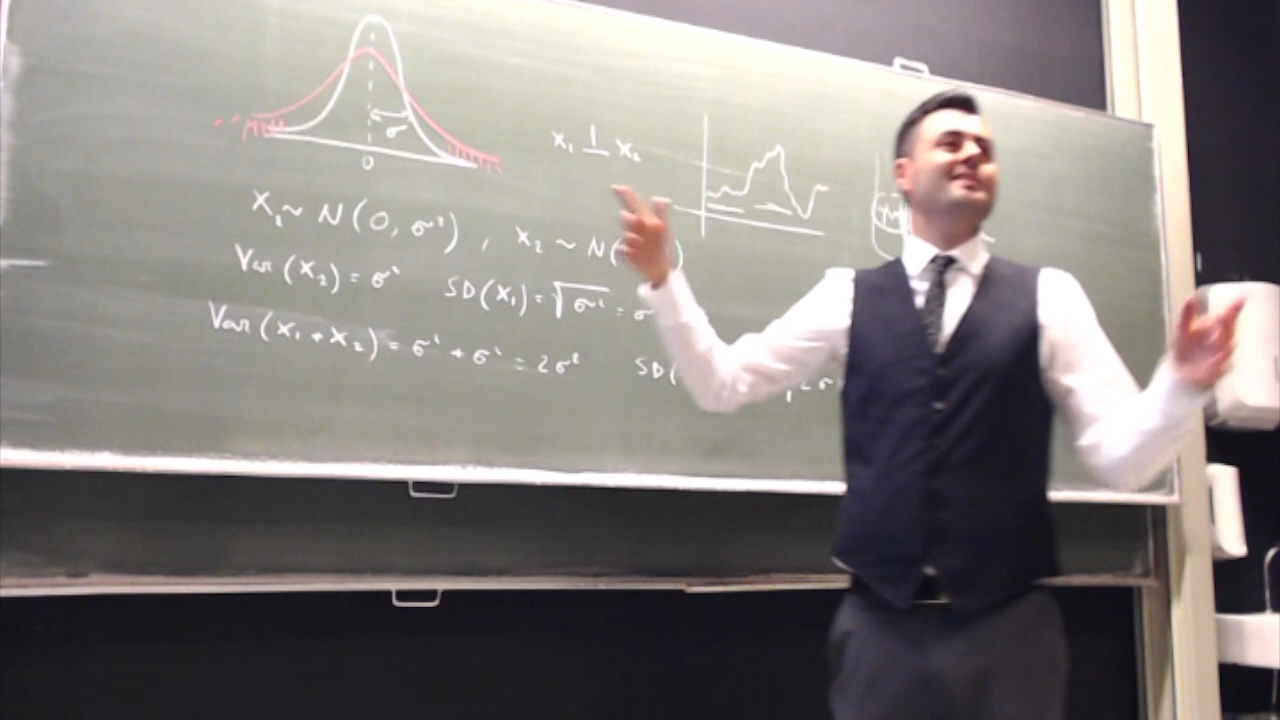 σ
0
X₁ ⊥ X₂
X₁ ~ N(0, σ²) , X₂ ~ N( )
Var(X₂) = σ² SD(X₁) = √σ² = σ
Var(X₁ + X₂) = σ² + σ² = 2σ² SD(